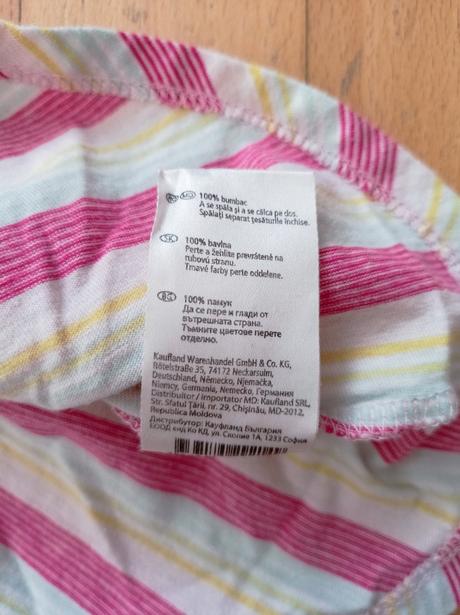 RO MD 100% bumbac
A se spăla și a se călca pe dos.
Spălați separat țesăturile închise.
SK 100% bavlna
Perte a žehlite prevrátené na
rubovú stranu.
Tmavé farby perte oddelene.
BG 100% памук
Да се пере и глади от
вътрешната страна.
Тъмните цветове перете
отделно.
Kaufland Warenhandel GmbH & Co. KG,
Rötelstraße 35, 74172 Neckarsulm,
Deutschland, Německo, Njemačka,
Niemcy, Germania, Nemecko, Германия
Distribuitor / importator MD: Kaufland SRL,
Str. Sfatul Țării, nr. 29, Chișinău, MD-2012,
Republica Moldova
Дистрибутор: Кауфланд България
ЕООД енд Ко КД, ул. Скопие 1А, 1233 София